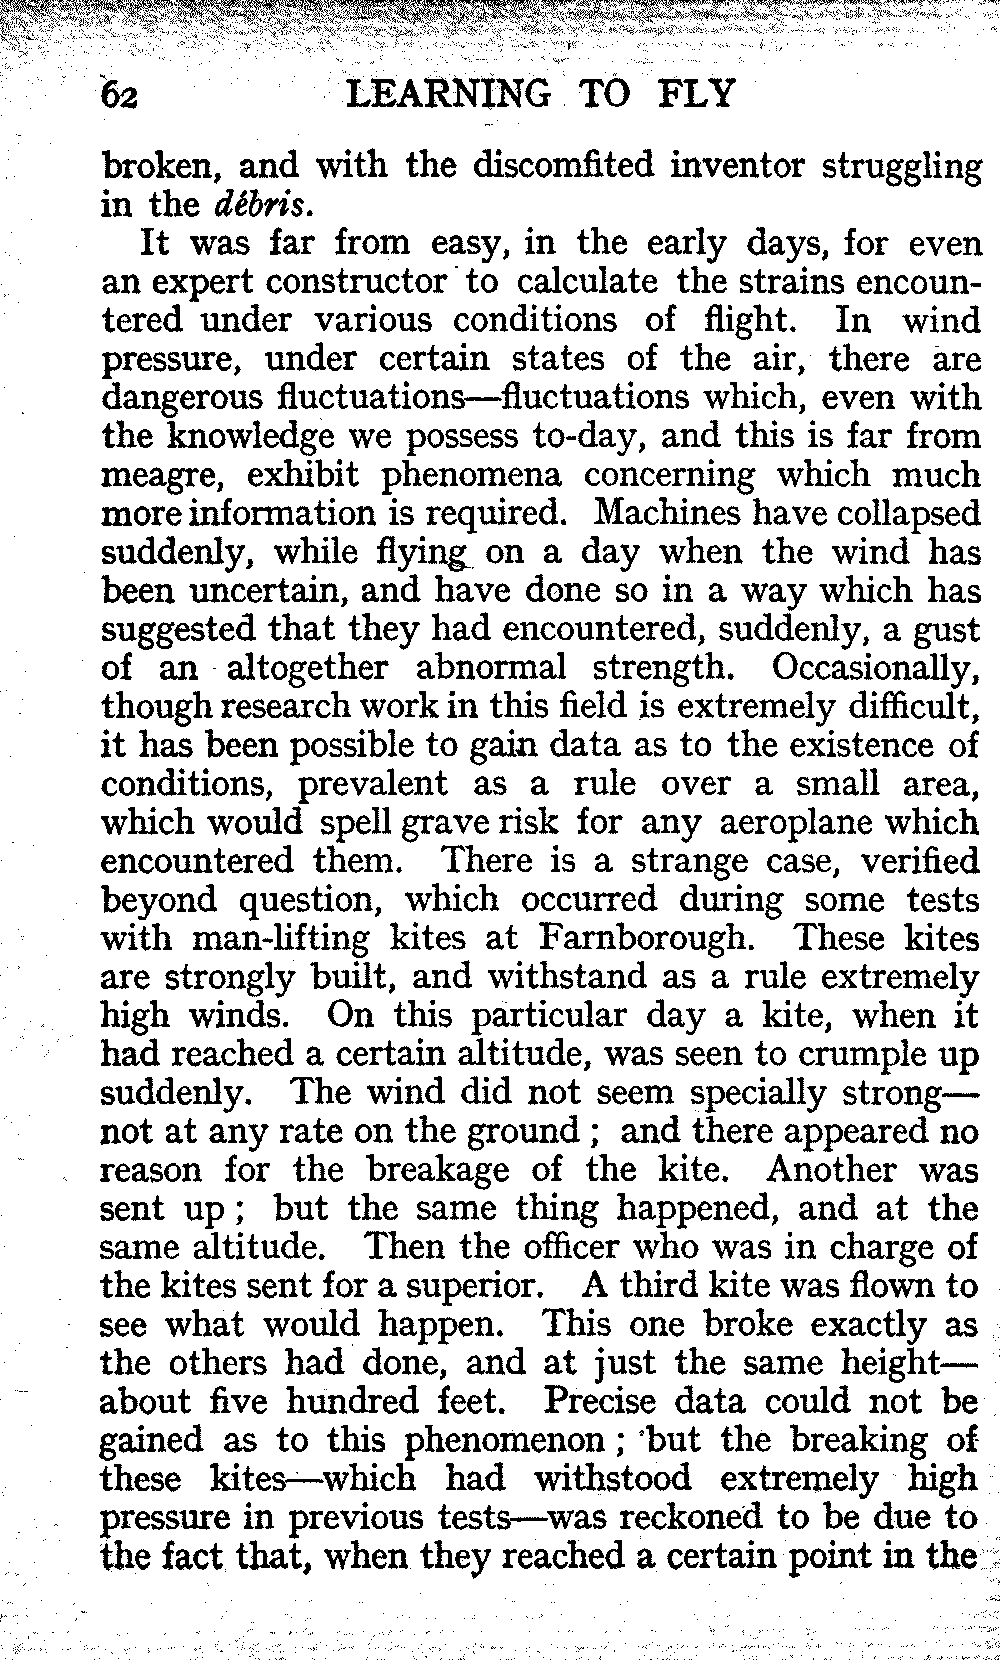 62 LEARNING TO FLY
broken, and with the discomfited inventor struggling
in the débris.
It was far from easy, in the early days, for even
an expert constructor to calculate the strains encoun-
tered under various conditions of flight. In wind
pressure, under certain states of the air, there are
dangerous fluctuations—fluctuations which, even with
the knowledge we possess to-day, and this is far from
meagre, exhibit phenomena concerning which much
more information is required. Machines have collapsed
suddenly, while flying on a day when the wind has
been uncertain, and have done so in a way which has
suggested that they had encountered, suddenly, a gust
of an altogether abnormal strength. Occasionally,
though research work in this field is extremely difficult,
it has been possible to gain data as to the existence of
conditions, prevalent as a rule over a small area,
which would spell grave risk for any aeroplane which
encountered them. There is a strange case, verified
beyond question, which occurred during some tests
with man-lifting kites at Farnborough. These kites
are strongly built, and withstand as a rule extremely
high winds. On this particular day a kite, when it
had reached a certain altitude, was seen to crumple up
suddenly. The wind did not seem specially strong—
not at any rate on the ground ; and there appeared no
reason for the breakage of the kite. Another was
sent up ; but the same thing happened, and at the
same altitude. Then the officer who was in charge of
the kites sent for a superior. A third kite was flown to
see what would happen. This one broke exactly as
the others had done, and at just the same height—
about five hundred feet. Precise data could not be
gained as to this phenomenon ; but the breaking of
these kites—which had withstood extremely high
pressure in previous tests—was reckoned to be due to
the fact that, when they reached a certain point in the